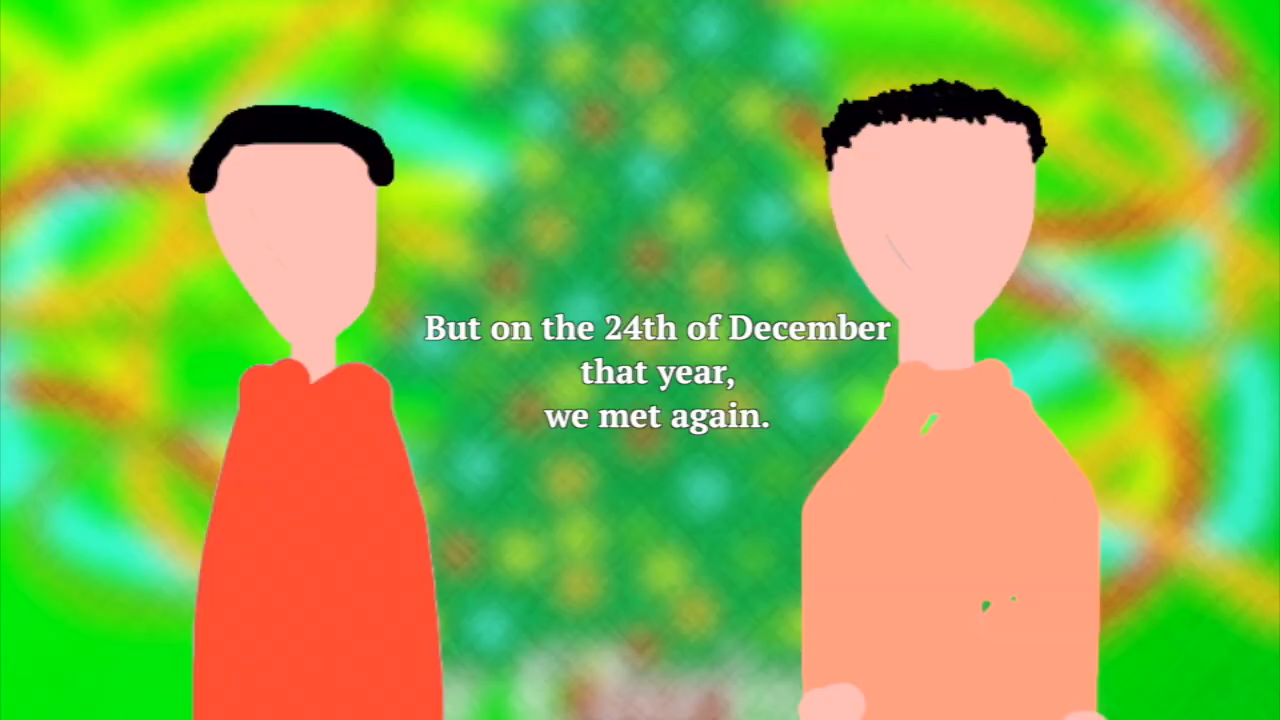 But on the 24th of December
that year,
we met again.